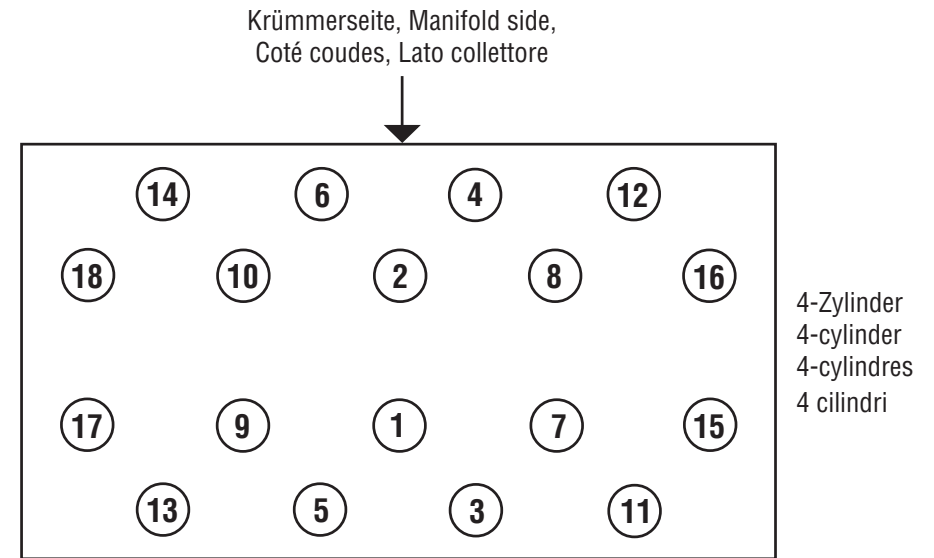 Krümmerseite, Manifold side,
Coté coudes, Lato collettore
14 6 4 12
18 10 2 8 16
4-Zylinder
4-cylinder
4-cylindres
4 cilindri
17 9 1 7 15
13 5 3 11